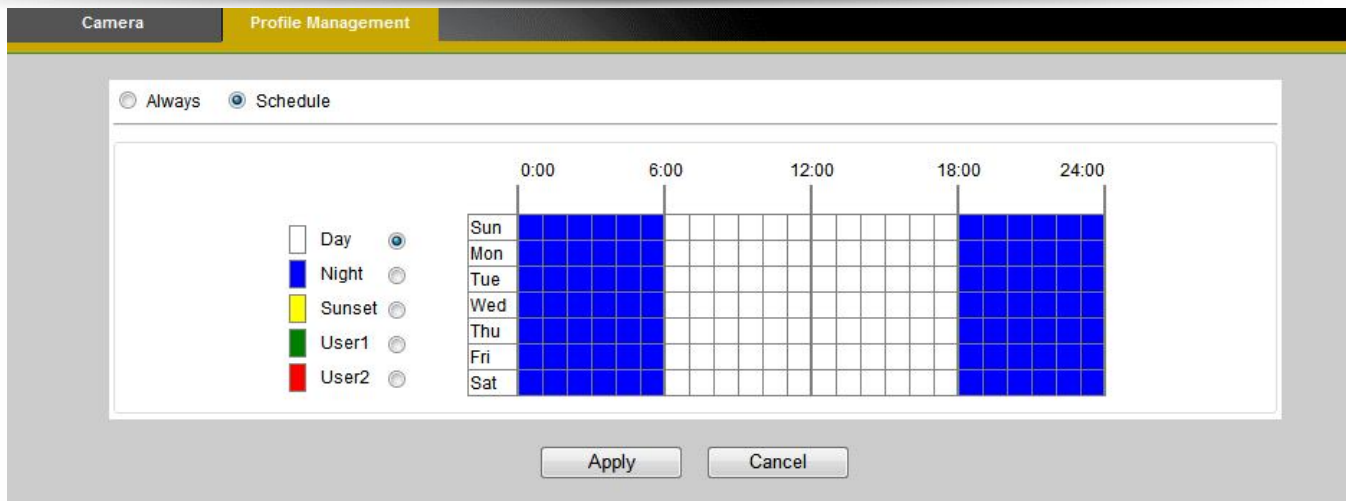 Camera Profile Management
Always Schedule
0:00 6:00 12:00 18:00 24:00
Day
Night
Sunset
User1
User2
Sun
Mon
Tue
Wed
Thu
Fri
Sat
Apply Cancel